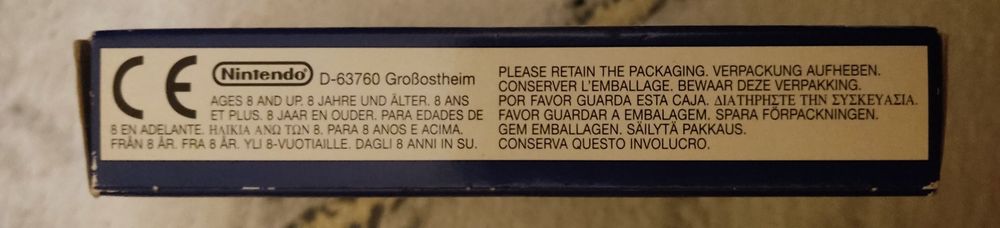 CE
Nintendo D-63760 Großostheim
AGES 8 AND UP. 8 JAHRE UND ÄLTER. 8 ANS
ET PLUS. 8 JAAR EN OUDER. PARA EDADES DE
8 EN ADELANTE. ΗΛΙΚΙΑ ΑΝΩ ΤΩΝ 8. PARA 8 ANOS E ACIMA.
FRÅN 8 ÅR. FRA 8 ÅR. YLI 8-VUOTIAILLE. DAGLI 8 ANNI IN SU.
PLEASE RETAIN THE PACKAGING. VERPACKUNG AUFHEBEN.
CONSERVER L'EMBALLAGE. BEWAAR DEZE VERPAKKING.
POR FAVOR GUARDA ESTA CAJA. ΔΙΑΤΗΡΗΣΤΕ ΤΗΝ ΣΥΣΚΕΥΑΣΙΑ.
FAVOR GUARDAR A EMBALAGEM. SPARA FÖRPACKNINGEN.
GEM EMBALLAGEN. SÄILYTÄ PAKKAUS.
CONSERVA QUESTO INVOLUCRO.